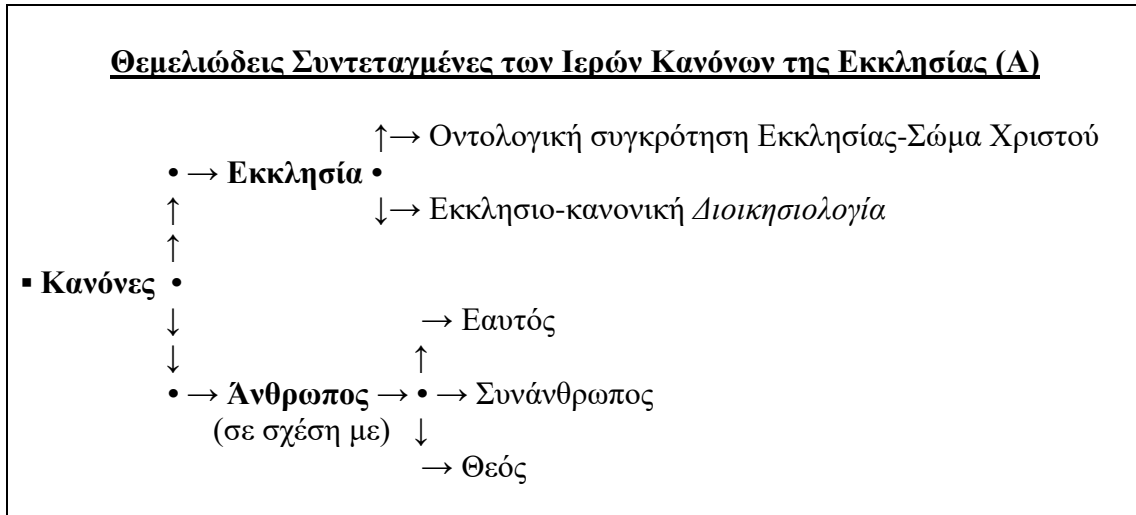 Θεμελιώδεις Συντεταγμένες των Ιερών Κανόνων της Εκκλησίας (Α)
↑→ Οντολογική συγκρότηση Εκκλησίας-Σώμα Χριστού
• → Εκκλησία •
↑ ↓→ Εκκλησιο-κανονική Διοικησιολογία
↑
▪ Κανόνες •
↓ → Εαυτός
↓ ↑
• → Άνθρωπος → • → Συνάνθρωπος
(σε σχέση με) ↓
→ Θεός